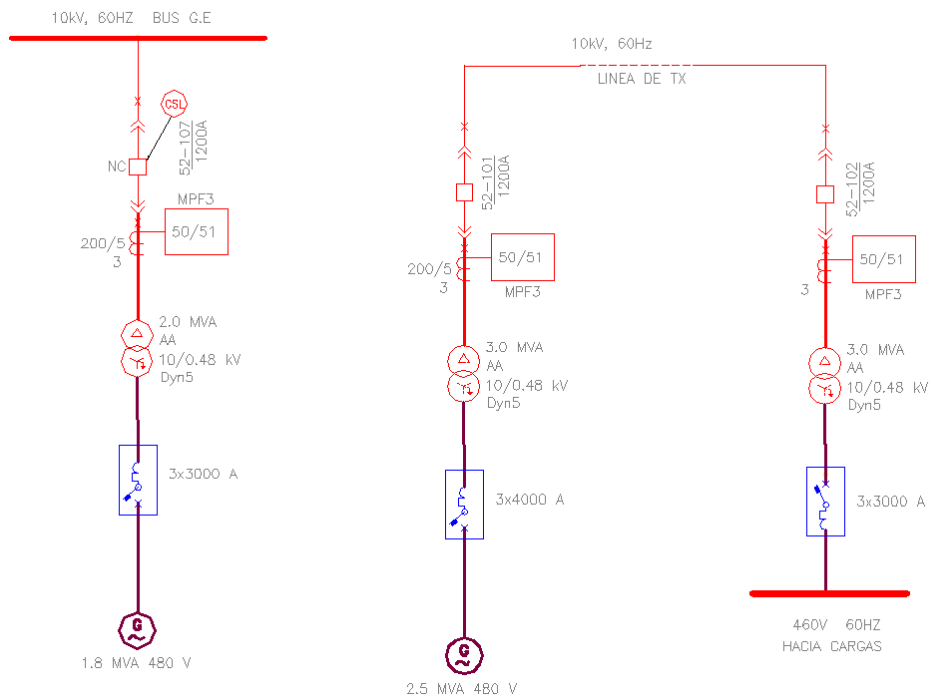 10kV, 60HZ BUS G.E
CSL
52-107
1200A
NC
MPF3
50/51
200/5
3
2.0 MVA
AA
10/0.48 kV
Dyn5
3x3000 A
G
1.8 MVA 480 V
10kV, 60Hz
LINEA DE TX
52-101
1200A
50/51
200/5
3
MPF3
3.0 MVA
AA
10/0.48 kV
Dyn5
3x4000 A
G
2.5 MVA 480 V
52-102
1200A
50/51
3
MPF3
3.0 MVA
AA
10/0.48 kV
Dyn5
3x3000 A
460V 60HZ
HACIA CARGAS